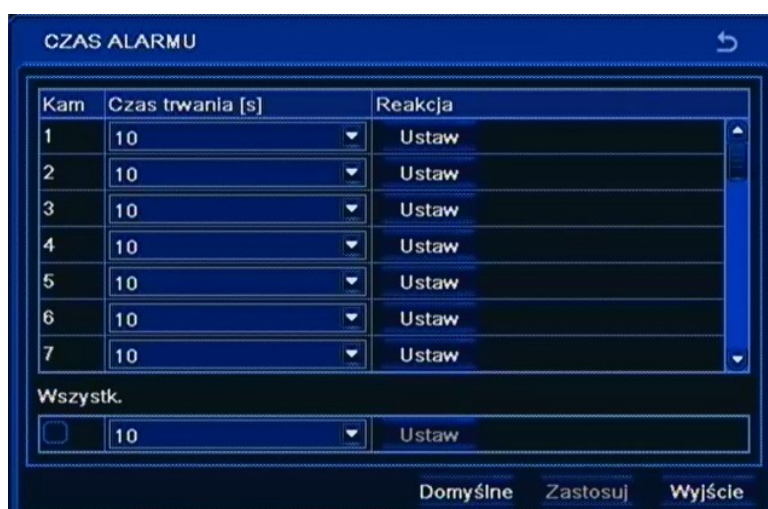 CZAS ALARMU
Kam Czas trwania [s] Reakcja
1 10 Ustaw
2 10 Ustaw
3 10 Ustaw
4 10 Ustaw
5 10 Ustaw
6 10 Ustaw
7 10 Ustaw
Wszystk.
10 Ustaw
Domyślne Zastosuj Wyjście